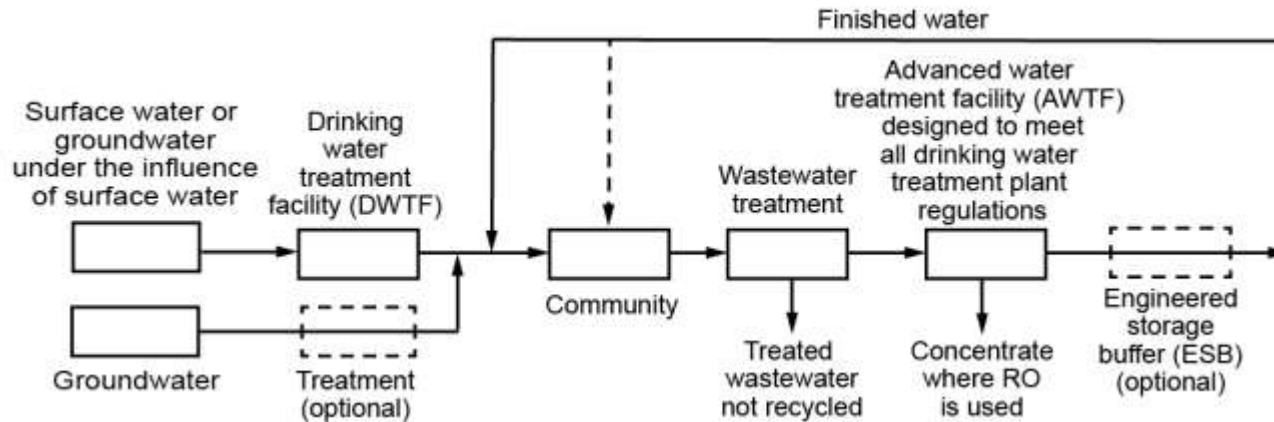 Finished water
Surface water or
groundwater
under the influence
of surface water
Drinking
water
treatment
facility (DWTF)
Wastewater
treatment
Advanced water
treatment facility (AWTF)
designed to meet
all drinking water
treatment plant
regulations
Community
Groundwater
Treatment
(optional)
Treated
wastewater
not recycled
Concentrate
where RO
is used
Engineered
storage
buffer (ESB)
(optional)